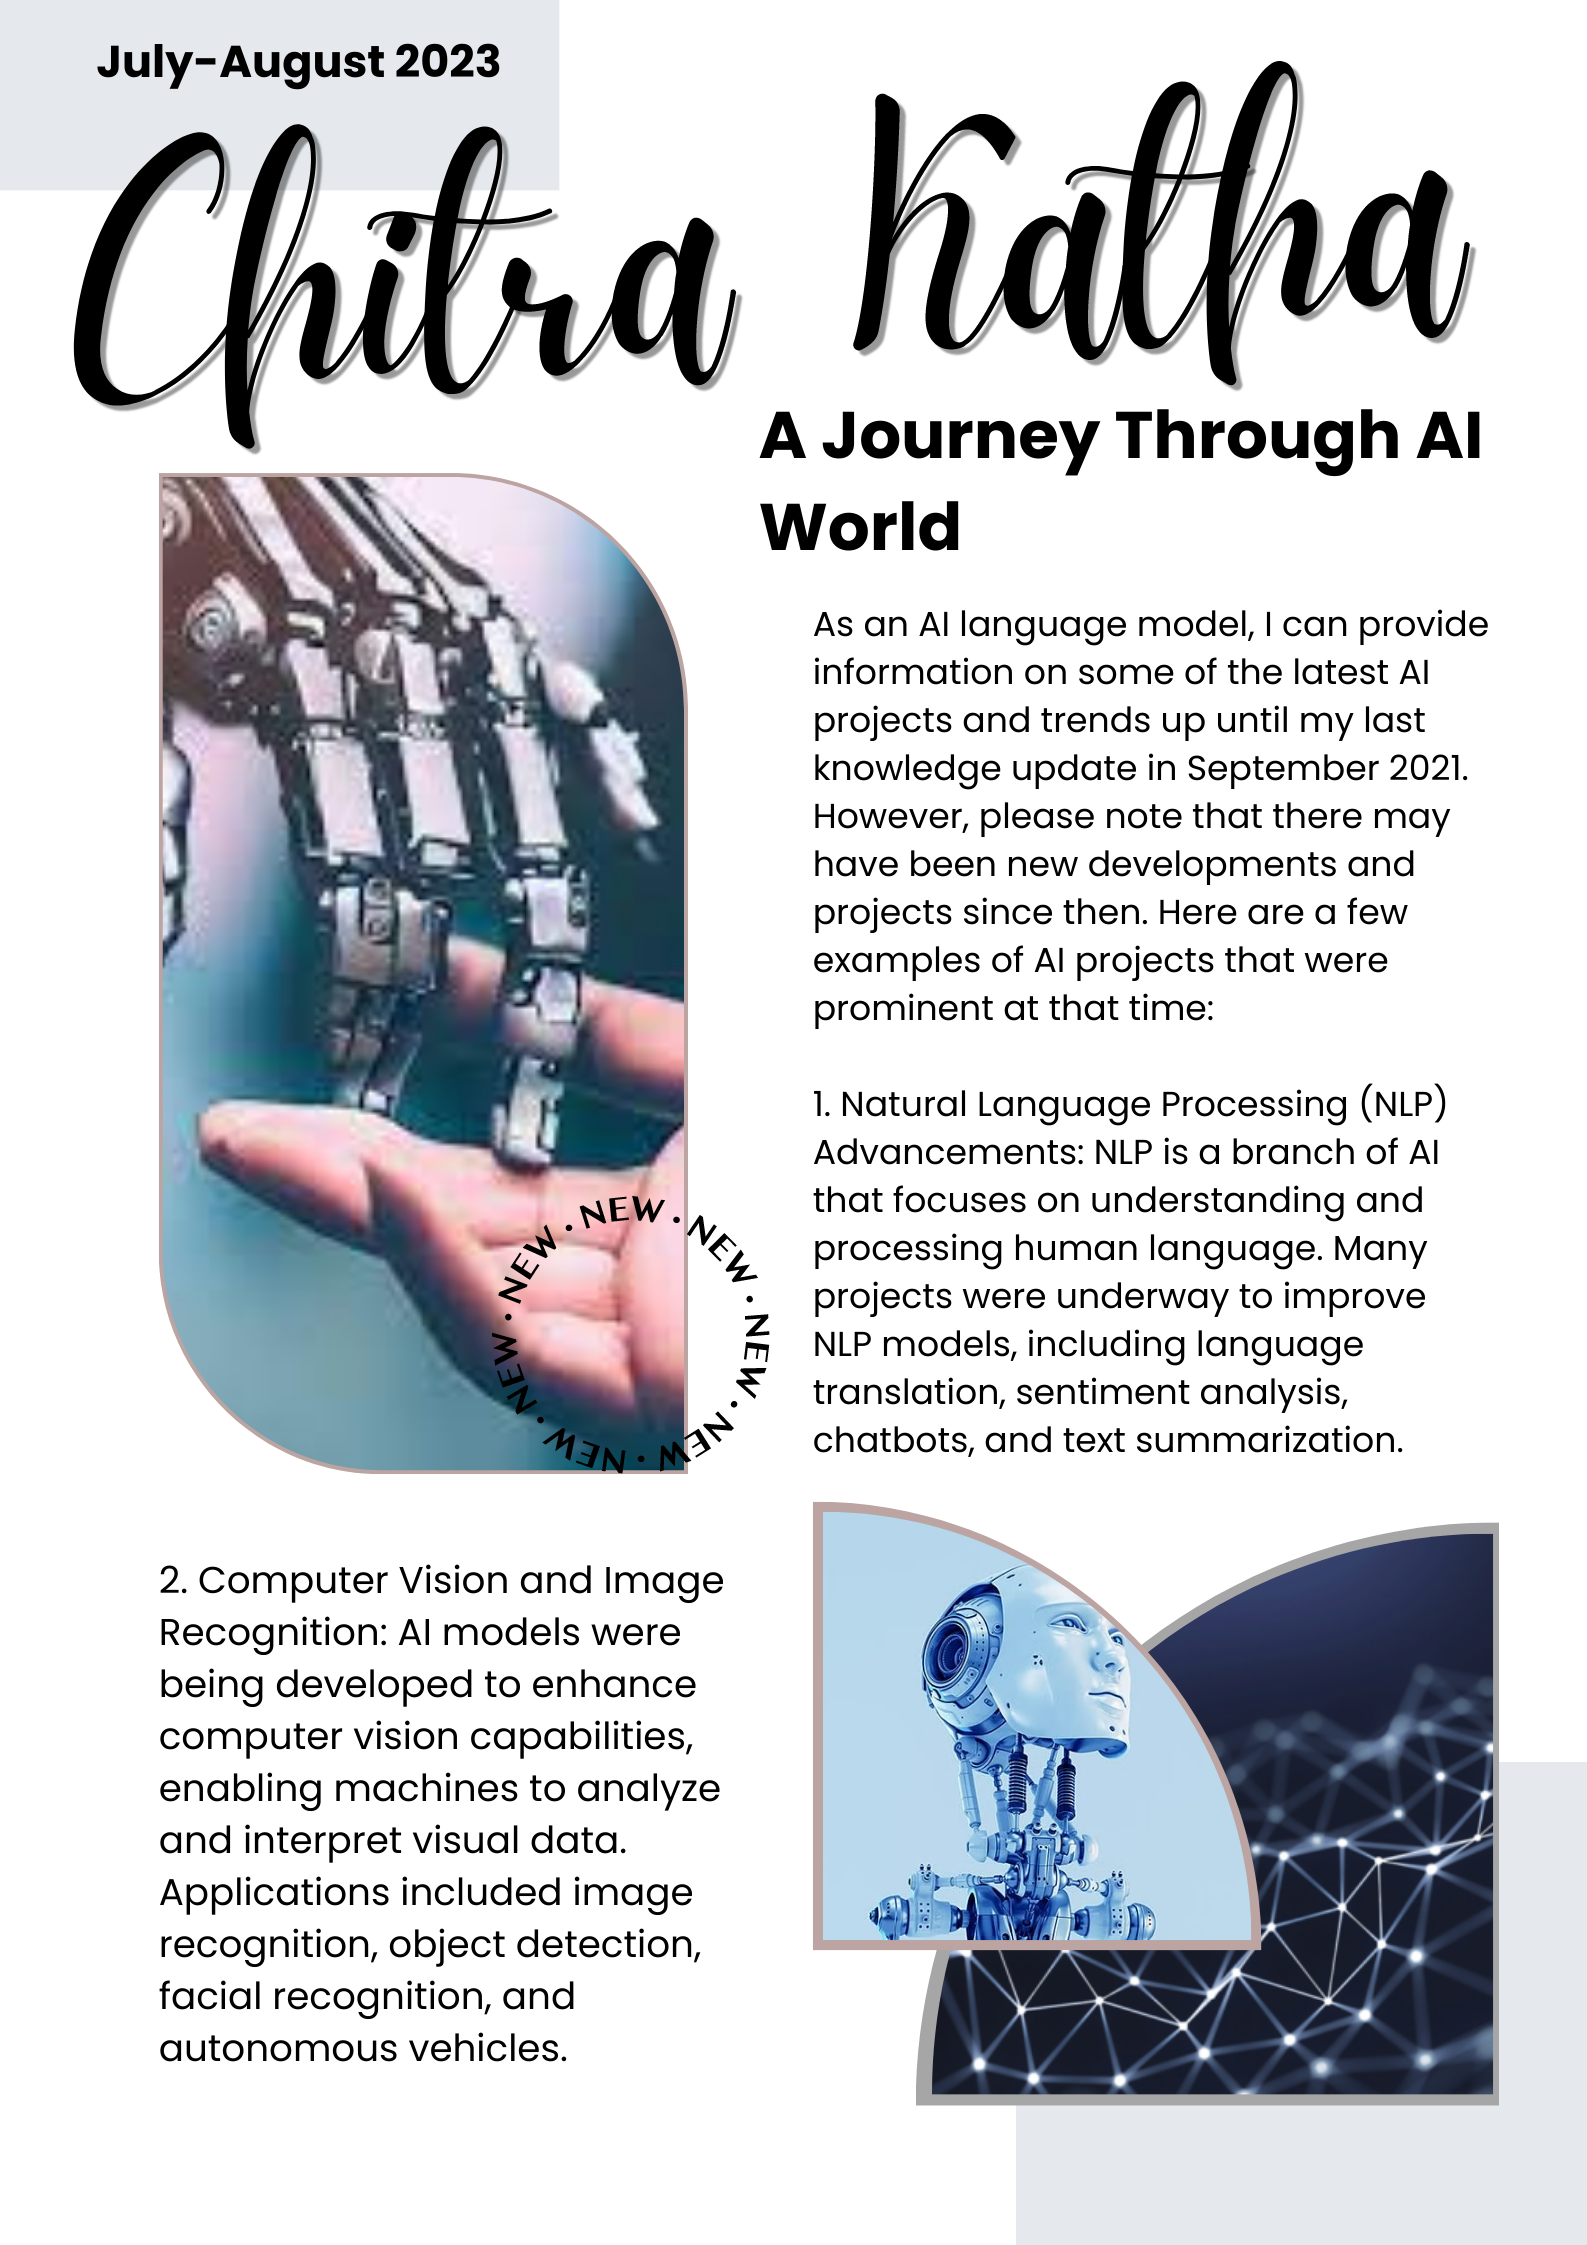 July-August 2023
Chitra Katha
A Journey Through AI
World
As an AI language model, I can provide
information on some of the latest AI
projects and trends up until my last
knowledge update in September 2021.
However, please note that there may
have been new developments and
projects since then. Here are a few
examples of AI projects that were
prominent at that time:
1. Natural Language Processing (NLP)
Advancements: NLP is a branch of AI
that focuses on understanding and
processing human language. Many
projects were underway to improve
NLP models, including language
translation, sentiment analysis,
chatbots, and text summarization.
NEW · NEW · NEW · NEW · NEW · NEW · NEW ·
2. Computer Vision and Image
Recognition: AI models were
being developed to enhance
computer vision capabilities,
enabling machines to analyze
and interpret visual data.
Applications included image
recognition, object detection,
facial recognition, and
autonomous vehicles.